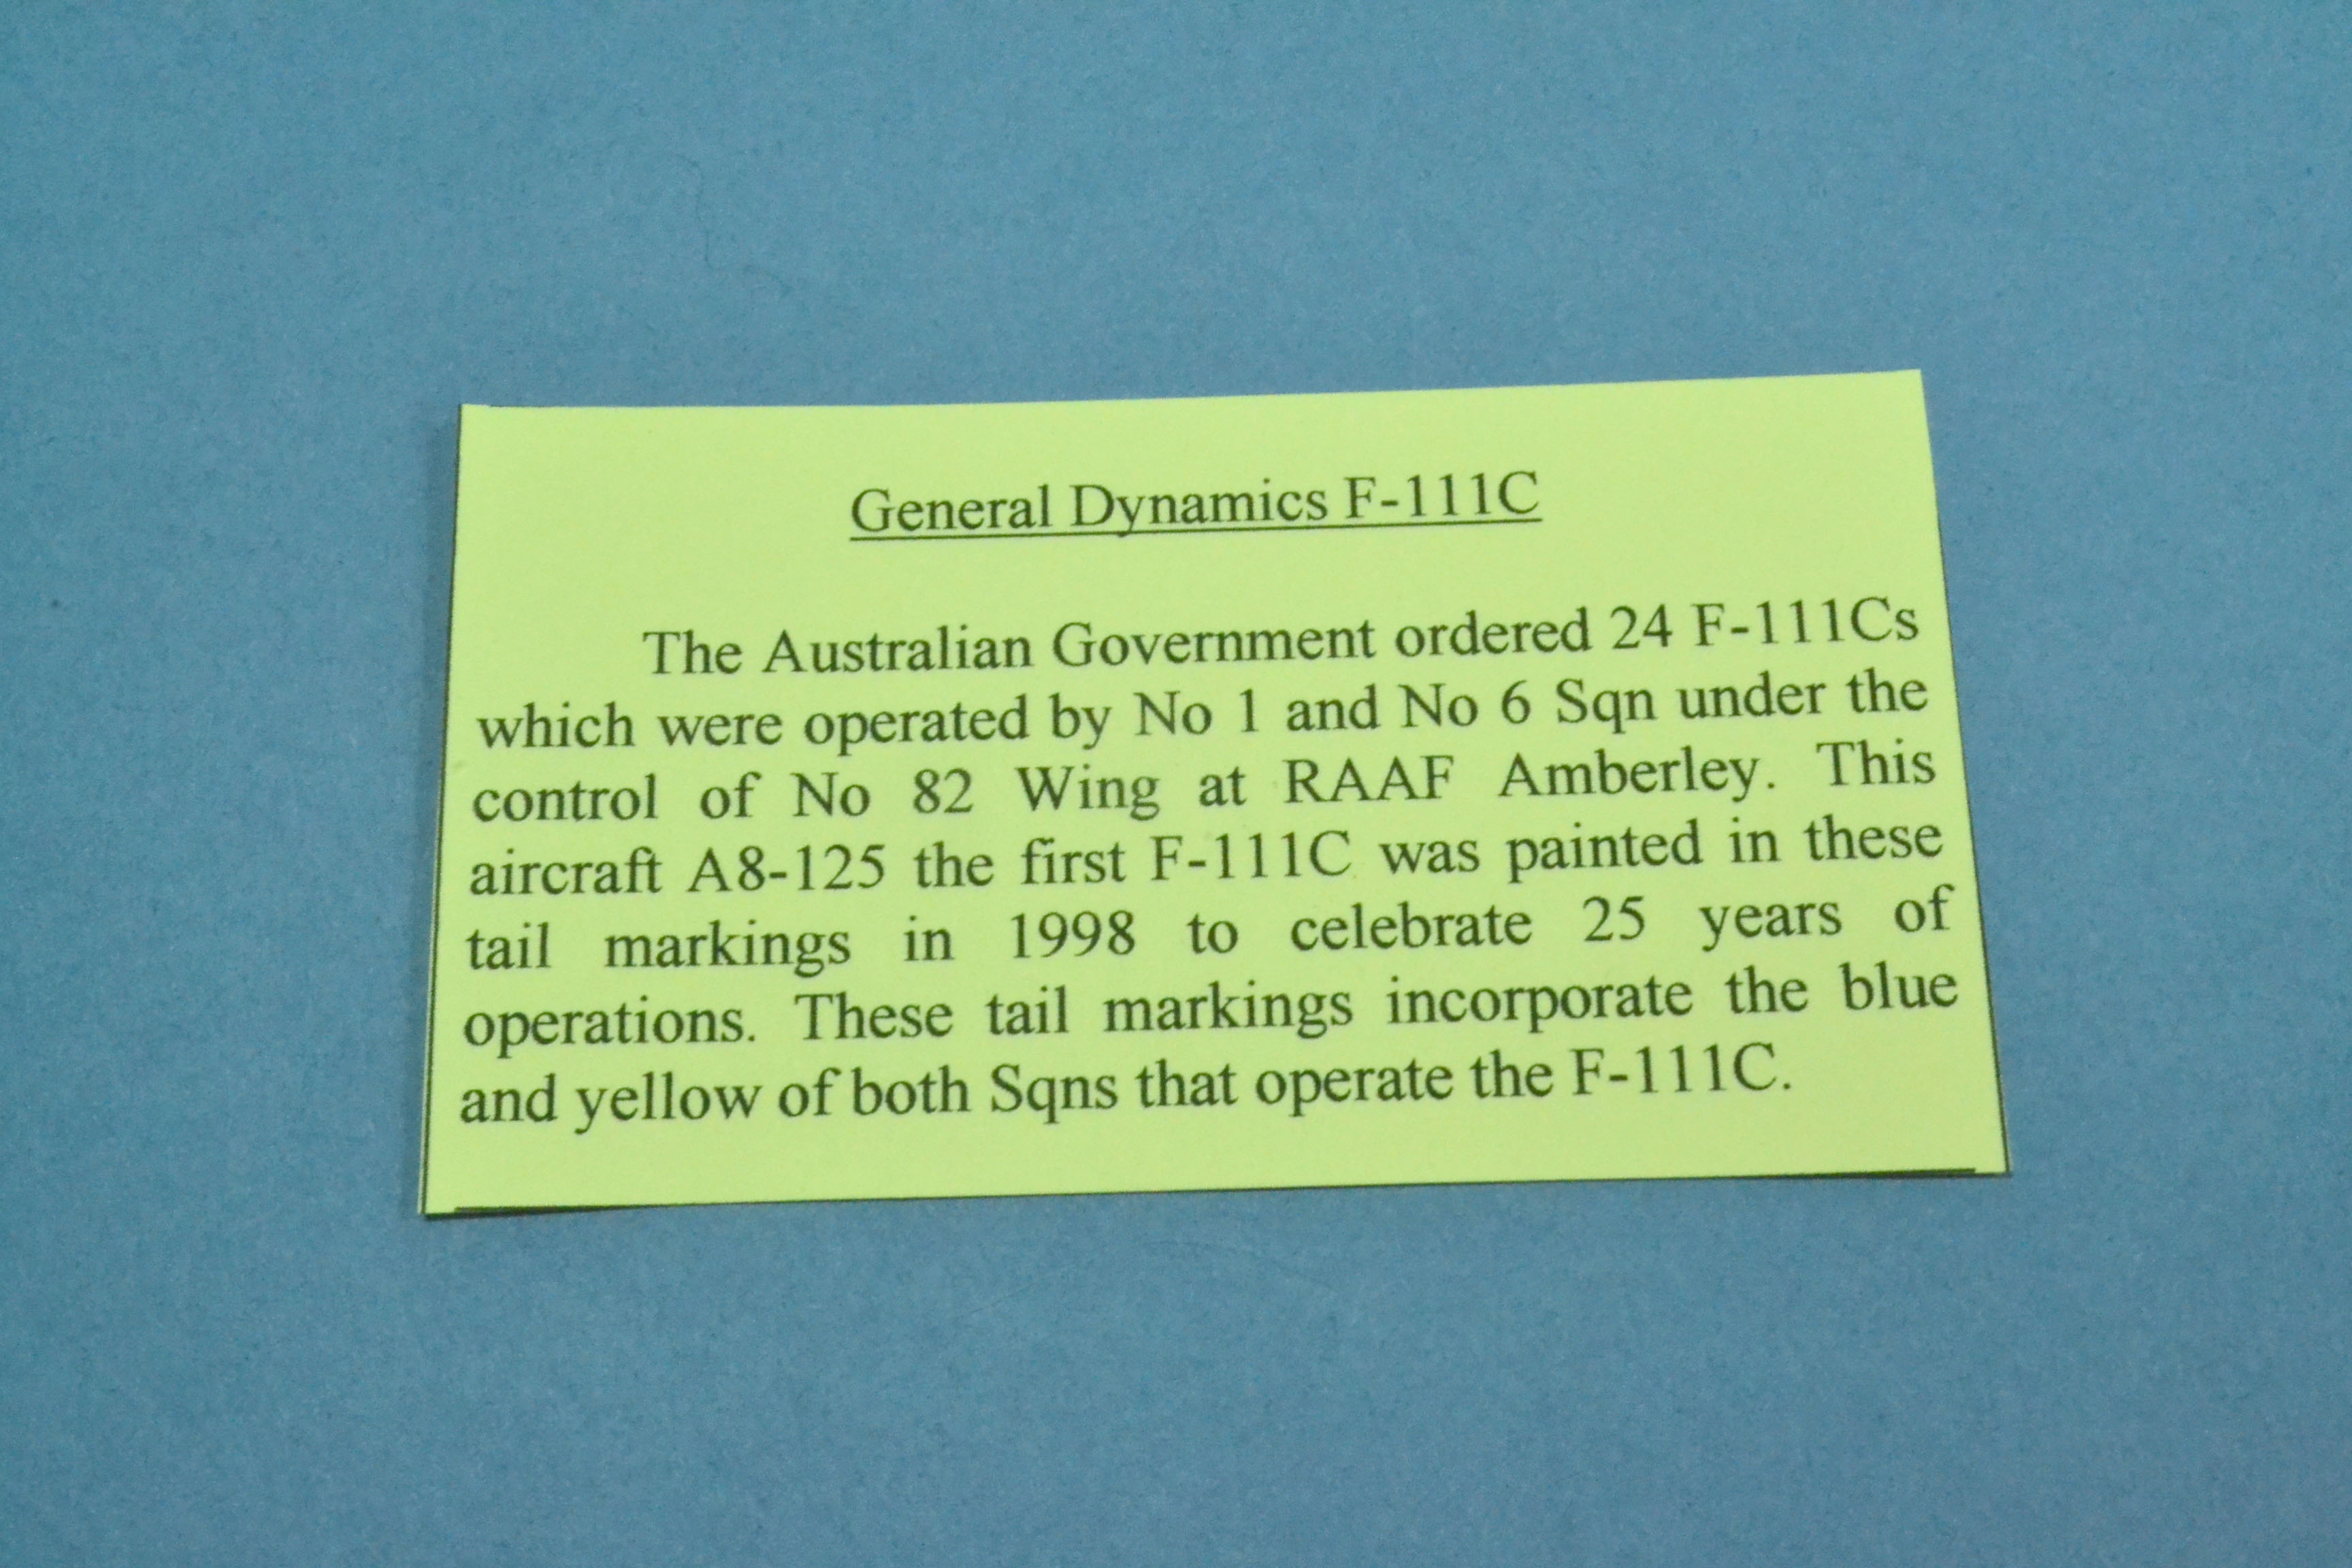 General Dynamics F-111C
The Australian Government ordered 24 F-111Cs
which were operated by No 1 and No 6 Sqn under the
control of No 82 Wing at RAAF Amberley. This
aircraft A8-125 the first F-111C was painted in these
tail markings in 1998 to celebrate 25 years of
operations. These tail markings incorporate the blue
and yellow of both Sqns that operate the F-111C.